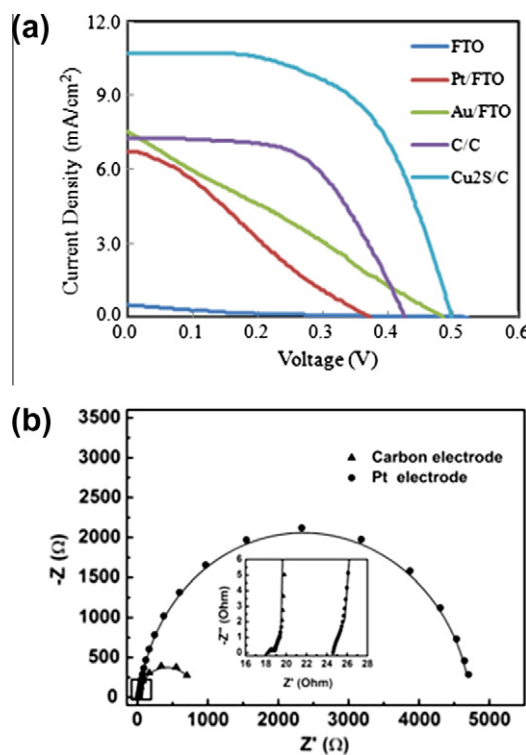 (a)
12.0
9.0
6.0
3.0
0.0
Current Density (mA/cm²)
0.0 0.1 0.2 0.3 0.4 0.5 0.6
Voltage (V)
FTO
Pt/FTO
Au/FTO
C/C
Cu2S/C
(b)
3500
3000
2500
2000
1500
1000
500
0
-Z (Ω)
Carbon electrode
Pt electrode
6
5
4
3
2
1
0
-Z'' (Ohm)
16 18 20 22 24 26 28
Z' (Ohm)
0 1000 2000 3000 4000 5000
Z' (Ω)